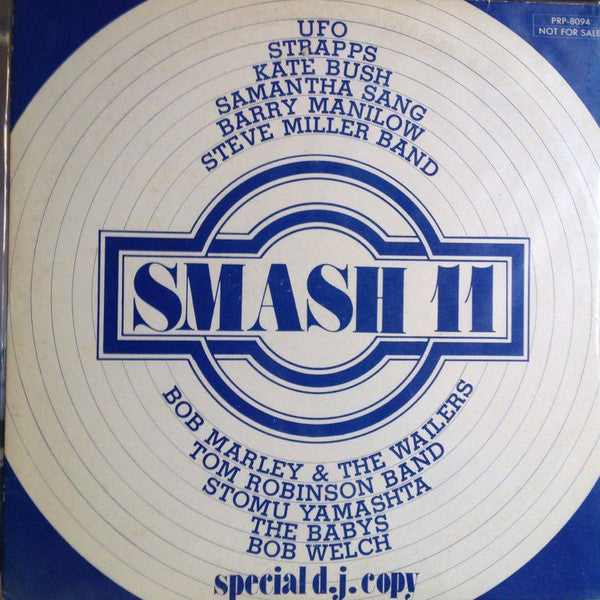 PRP-8094
NOT FOR SALE
UFO
STRAPPS
KATE BUSH
SAMANTHA SANG
BARRY MANILOW
STEVE MILLER BAND
SMASH 11
BOB MARLEY & THE WAILERS
TOM ROBINSON BAND
STOMU YAMASHTA
THE BABYS
BOB WELCH
special d.j. copy